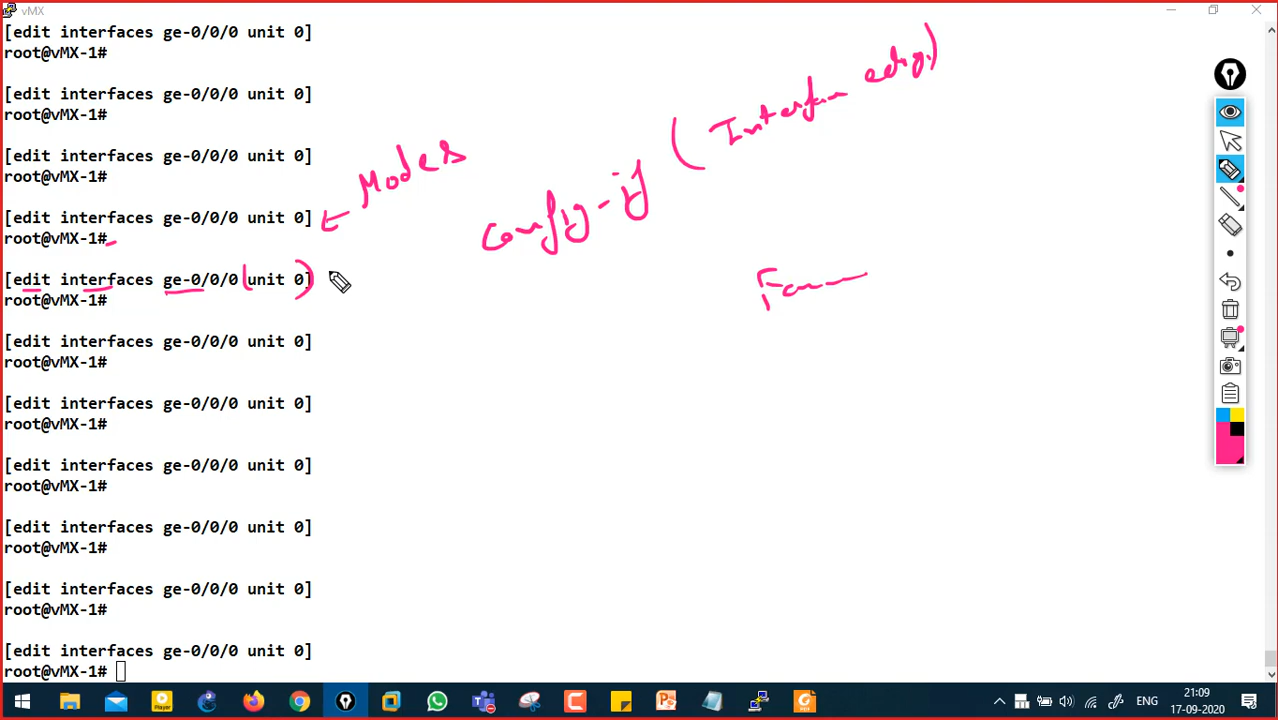 vMX
[edit interfaces ge-0/0/0 unit 0]
root@vMX-1#
[edit interfaces ge-0/0/0 unit 0]
root@vMX-1#
[edit interfaces ge-0/0/0 unit 0]
root@vMX-1#
[edit interfaces ge-0/0/0 unit 0]
root@vMX-1#
[edit interfaces ge-0/0/0 unit 0]
root@vMX-1#
[edit interfaces ge-0/0/0 unit 0]
root@vMX-1#
[edit interfaces ge-0/0/0 unit 0]
root@vMX-1#
[edit interfaces ge-0/0/0 unit 0]
root@vMX-1#
[edit interfaces ge-0/0/0 unit 0]
root@vMX-1#
[edit interfaces ge-0/0/0 unit 0]
root@vMX-1#
[edit interfaces ge-0/0/0 unit 0]
root@vMX-1#
Models
config-if
ENG
21:09
17-09-2020